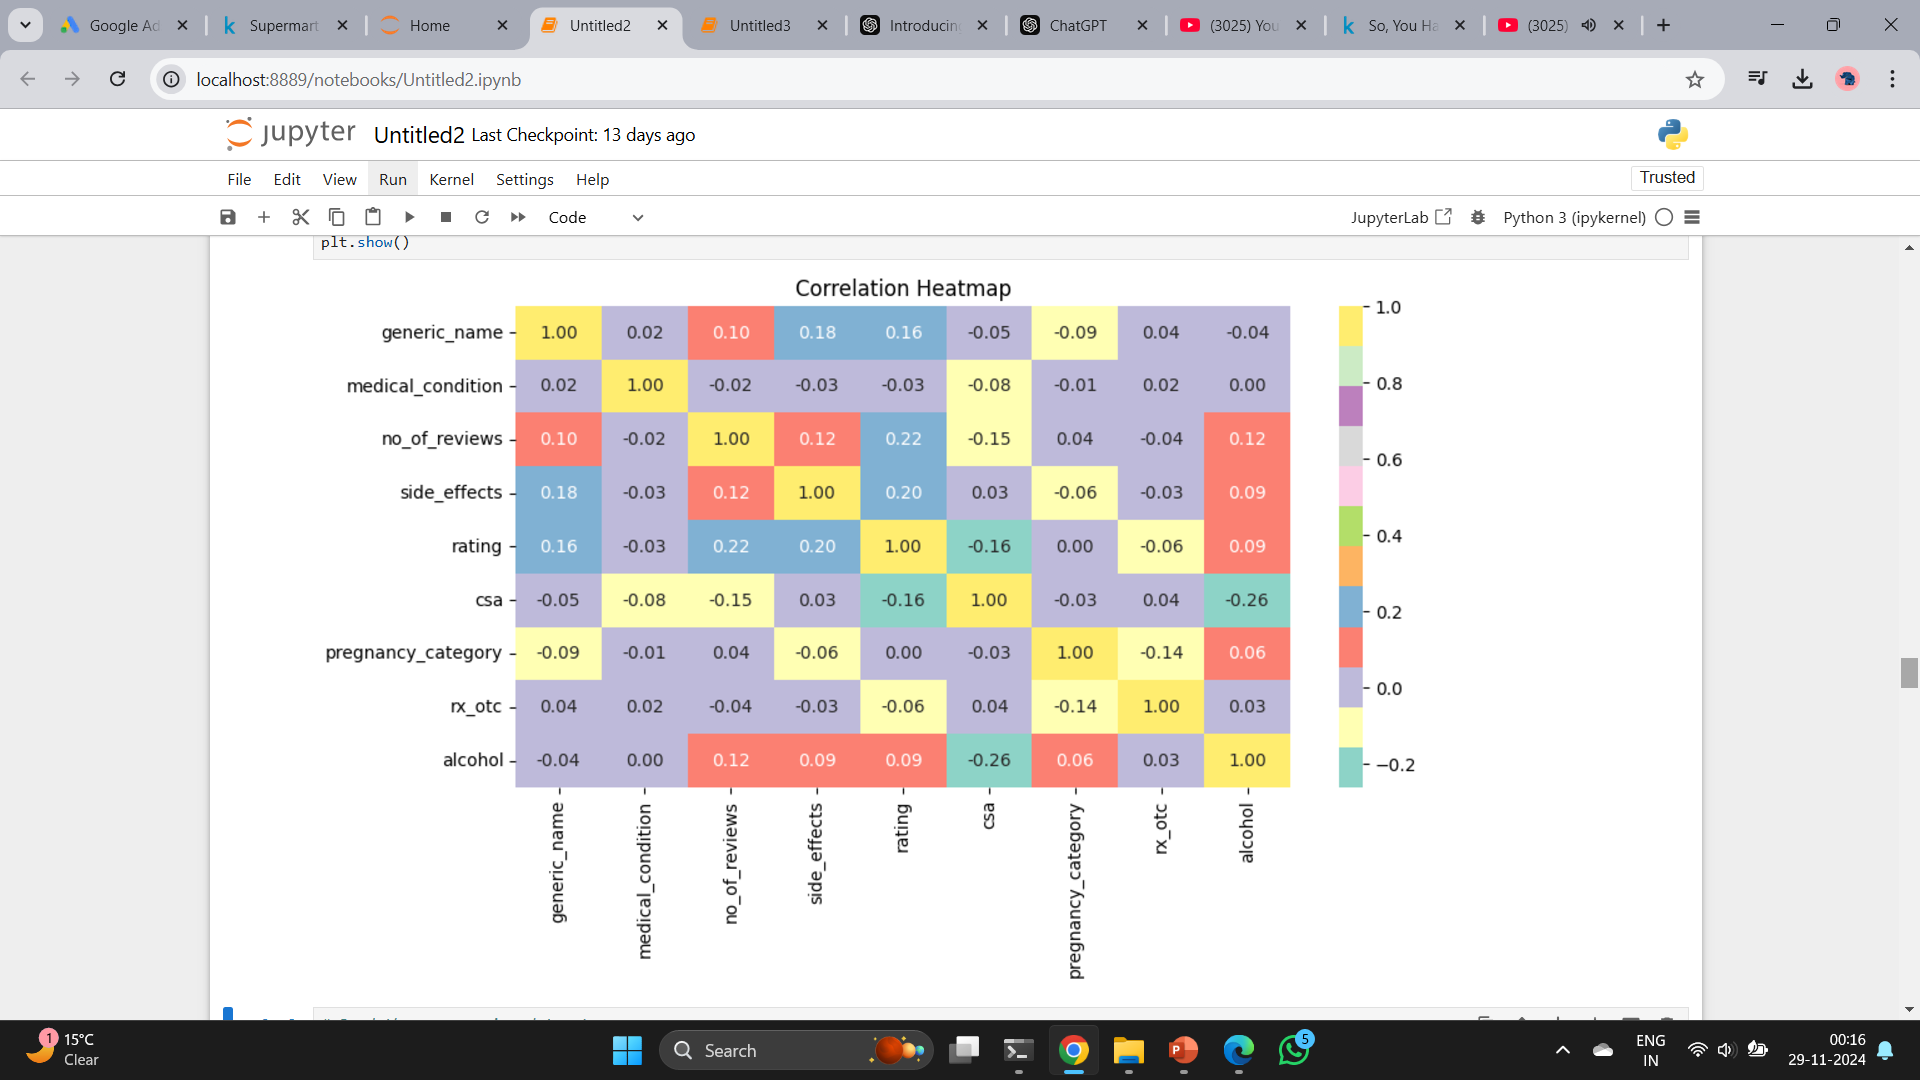 Google Ad
Supermart
Home
Untitled2
Untitled3
Introducin
ChatGPT
(3025) You
So, You Ha
(3025)
localhost:8889/notebooks/Untitled2.ipynb
jupyter Untitled2 Last Checkpoint: 13 days ago
File Edit View Run Kernel Settings Help
Trusted
Code
JupyterLab
Python 3 (ipykernel)
plt.show()
Correlation Heatmap
generic_name 1.00 0.02 0.10 0.18 0.16 -0.05 -0.09 0.04 -0.04
medical_condition 0.02 1.00 -0.02 -0.03 -0.03 -0.08 -0.01 0.02 0.00
no_of_reviews 0.10 -0.02 1.00 0.12 0.22 -0.15 0.04 -0.04 0.12
side_effects 0.18 -0.03 0.12 1.00 0.20 0.03 -0.06 -0.03 0.09
rating 0.16 -0.03 0.22 0.20 1.00 -0.16 0.00 -0.06 0.09
csa -0.05 -0.08 -0.15 0.03 -0.16 1.00 -0.03 0.04 -0.26
pregnancy_category -0.09 -0.01 0.04 -0.06 0.00 -0.03 1.00 -0.14 0.06
rx_otc 0.04 0.02 -0.04 -0.03 -0.06 0.04 -0.14 1.00 0.03
alcohol -0.04 0.00 0.12 0.09 0.09 -0.26 0.06 0.03 1.00
generic_name
medical_condition
no_of_reviews
side_effects
rating
csa
pregnancy_category
rx_otc
alcohol
1.0
0.8
0.6
0.4
0.2
0.0
−0.2
1
15°C
Clear
Search
5
ENG
IN
00:16
29-11-2024